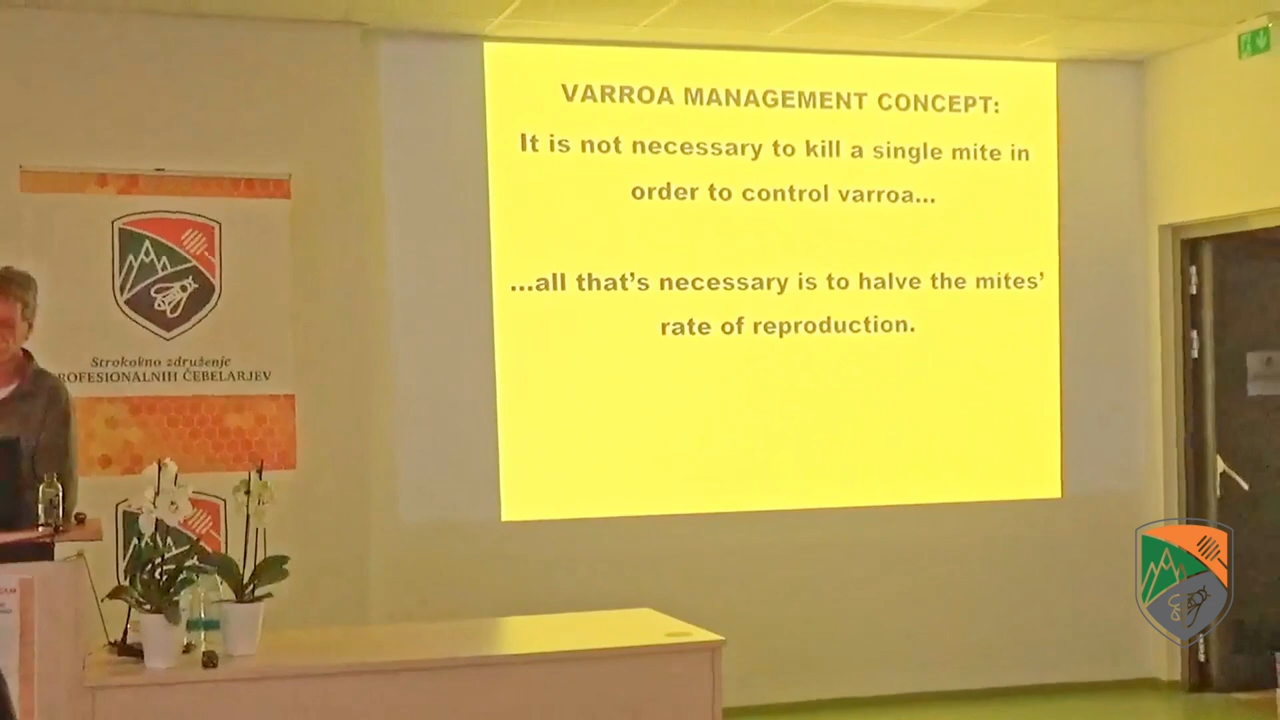 VARROA MANAGEMENT CONCEPT:
It is not necessary to kill a single mite in
order to control varroa...
...all that's necessary is to halve the mites'
rate of reproduction.
Strokovno združenje
PROFESIONALNIH ČEBELARJEV